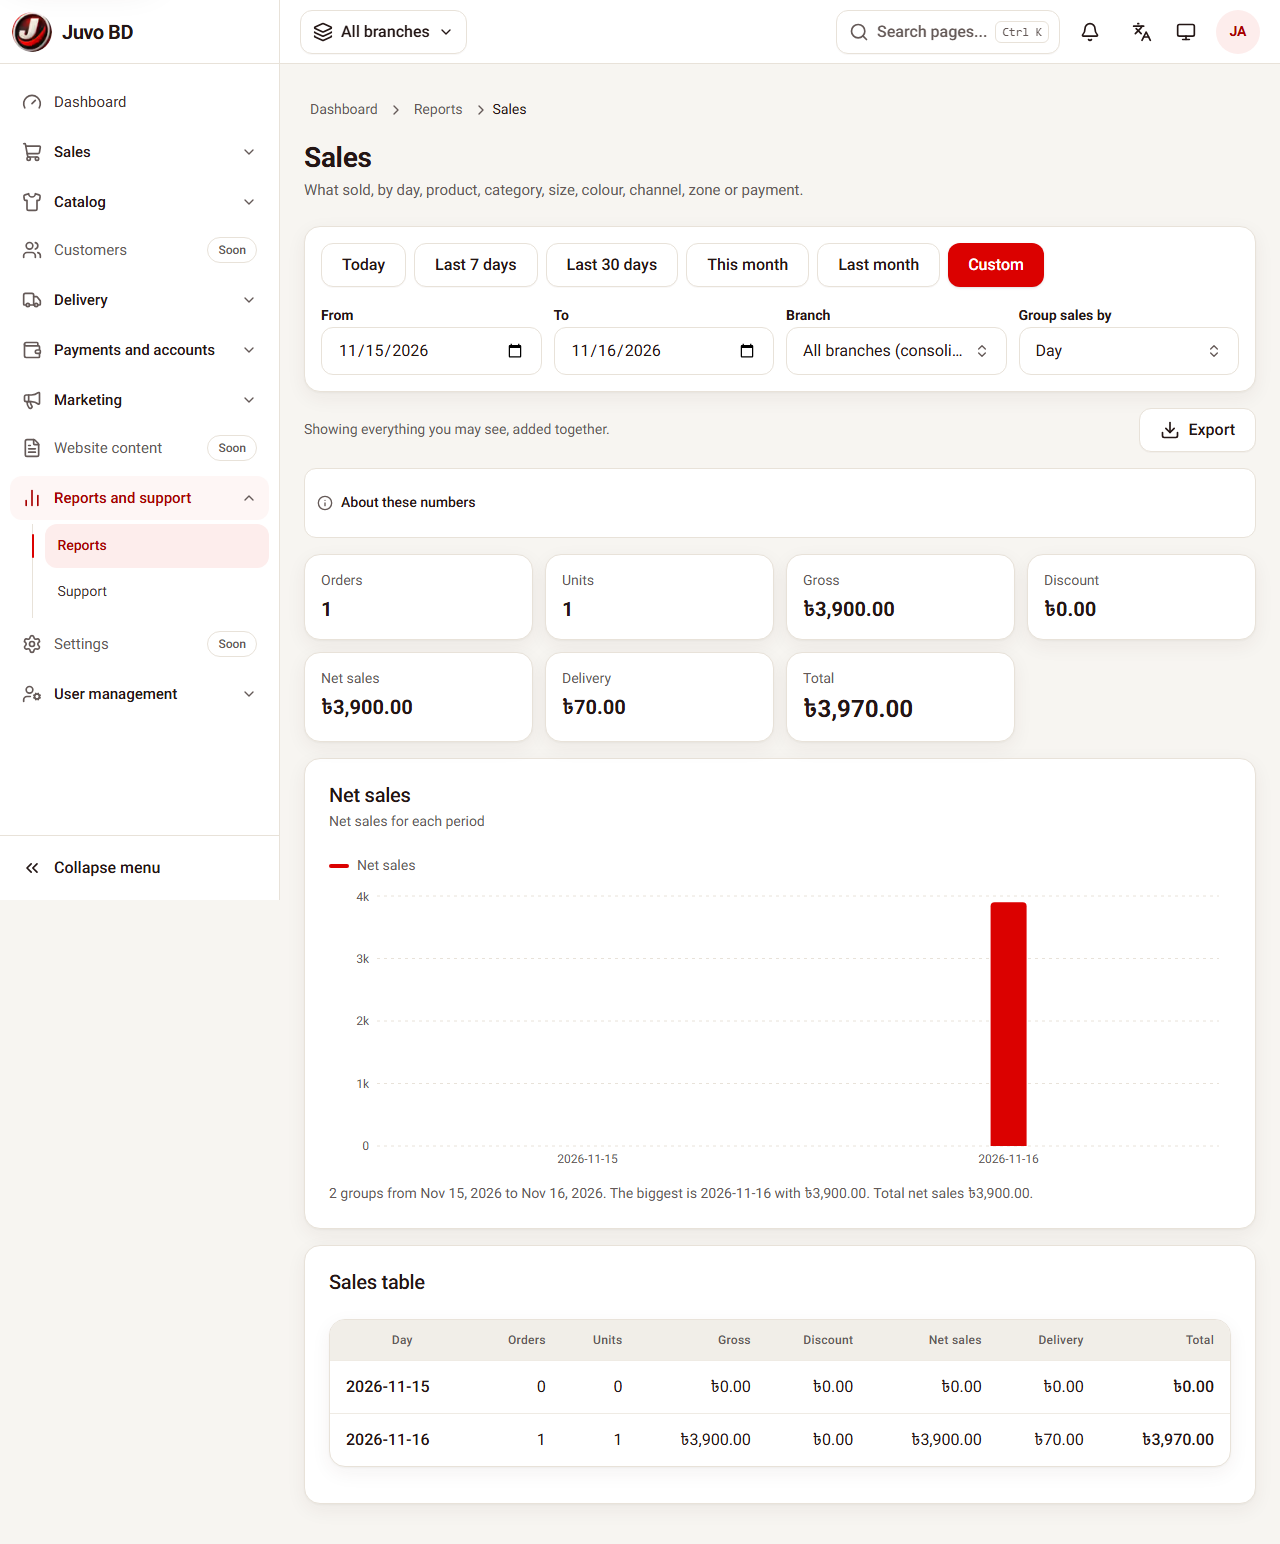 Juvo BD
All branches
Search pages... Ctrl K
JA
Dashboard
Sales
Catalog
Customers Soon
Delivery
Payments and accounts
Marketing
Website content Soon
Reports and support
Reports
Support
Settings Soon
User management
Collapse menu
Dashboard > Reports > Sales
Sales
What sold, by day, product, category, size, colour, channel, zone or payment.
Today Last 7 days Last 30 days This month Last month Custom
From To Branch Group sales by
11/15/2026 11/16/2026 All branches (consoli... Day
Showing everything you may see, added together.
Export
About these numbers
Orders Units Gross Discount
1 1 ৳3,900.00 ৳0.00
Net sales Delivery Total
৳3,900.00 ৳70.00 ৳3,970.00
Net sales
Net sales for each period
Net sales
4k
3k
2k
1k
0
2026-11-15 2026-11-16
2 groups from Nov 15, 2026 to Nov 16, 2026. The biggest is 2026-11-16 with ৳3,900.00. Total net sales ৳3,900.00.
Sales table
Day Orders Units Gross Discount Net sales Delivery Total
2026-11-15 0 0 ৳0.00 ৳0.00 ৳0.00 ৳0.00 ৳0.00
2026-11-16 1 1 ৳3,900.00 ৳0.00 ৳3,900.00 ৳70.00 ৳3,970.00